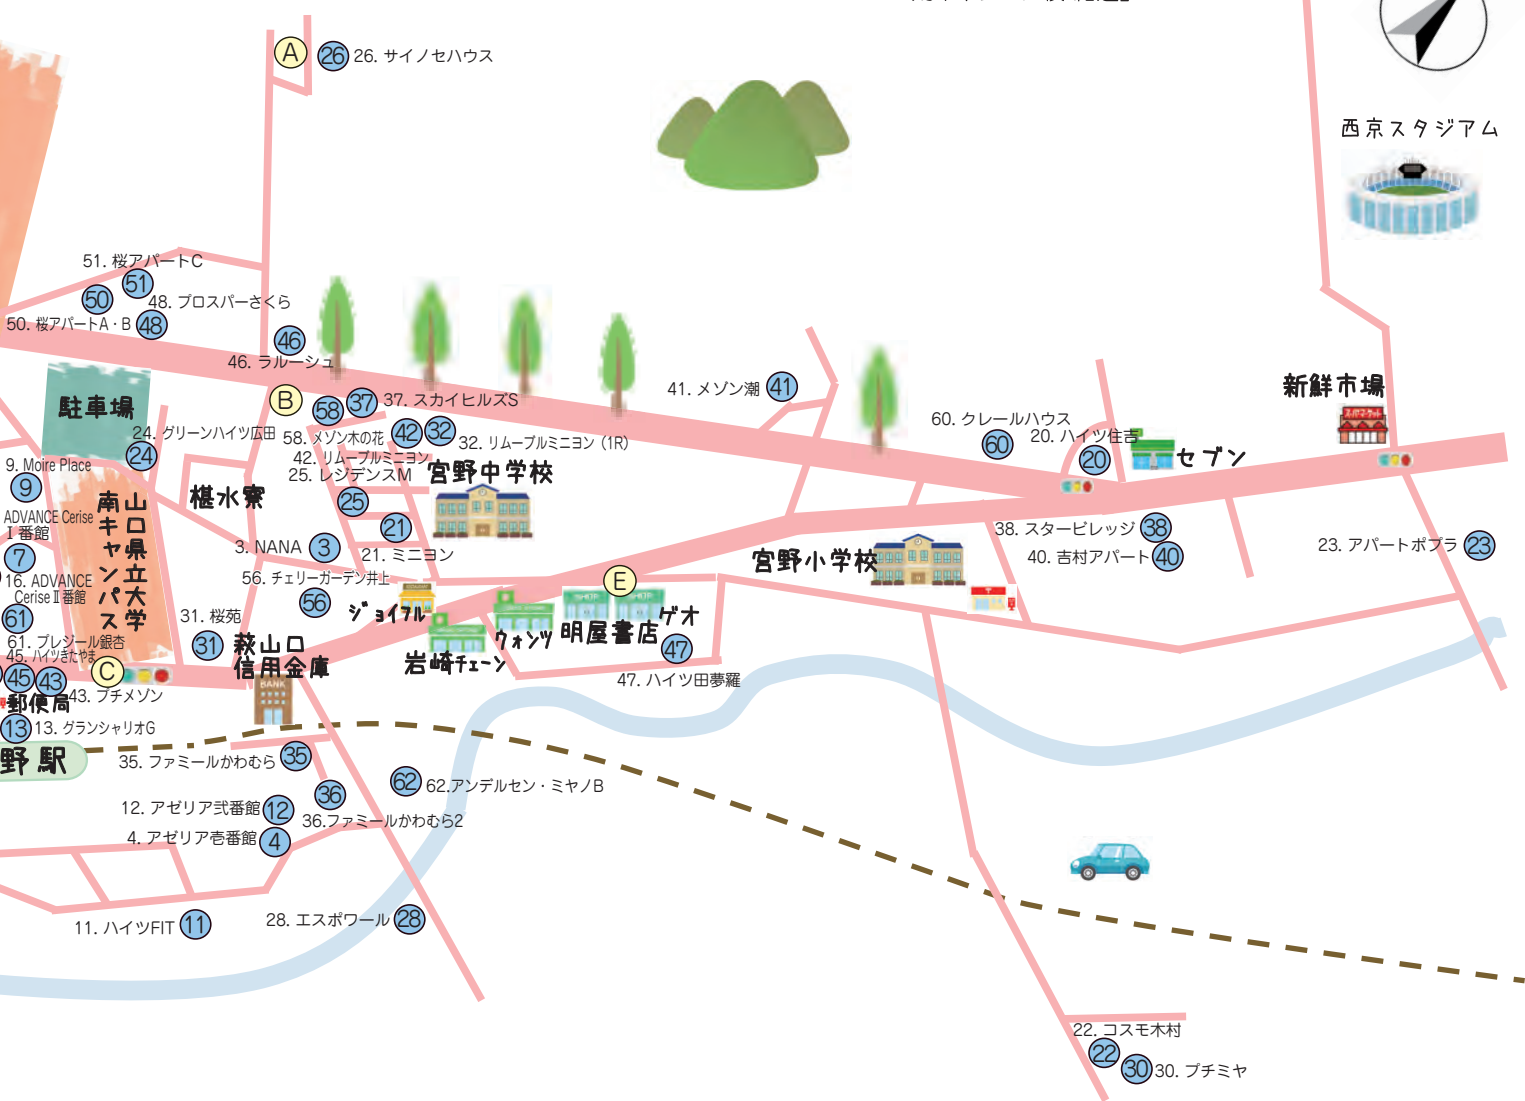 A
26
26. サイノセハウス
西京スタジアム
51. 桜アパートC
51
50
48. プロスパーさくら
50. 桜アパートA・B
48
46
46. ラルーシュ
駐車場
B
58
37
37. スカイヒルズS
41. メゾン潮
41
新鮮市場
スーパーマーケット
24. グリーンハイツ広田
24
58. メゾン木の花
42
32
32. リムーブルミニヨン（1R）
42. リムーブルミニヨン
25. レジデンスM
60. クレールハウス
60
20. ハイツ住吉
20
セブン
9. Moire Place
9
椹水寮
宮野中学校
25
ADVANCE Cerise
Ⅰ番館
7
山口県立大学
南キャンパス
21
21. ミニヨン
3. NANA
3
38. スタービレッジ
38
40. 吉村アパート
40
23. アパートポプラ
23
16. ADVANCE
Cerise Ⅱ番館
56. チェリーガーデン井上
56
宮野小学校
E
61
61. プレジール銀杏
31. 桜苑
31
ジョイフル
SHOP
SHOP
ゲオ
ウォンツ
明屋書店
45. ハイツきたやま
45
43
C
43. プチメゾン
萩山口
信用金庫
BANK
岩崎チェーン
47
47. ハイツ田夢羅
郵便局
13
13. グランシャリオG
野駅
35. ファミールかわむら
35
36
62
62.アンデルセン・ミヤノB
12. アゼリア弐番館
12
36.ファミールかわむら2
4. アゼリア壱番館
4
11. ハイツFIT
11
28. エスポワール
28
22. コスモ木村
22
30
30. プチミヤ